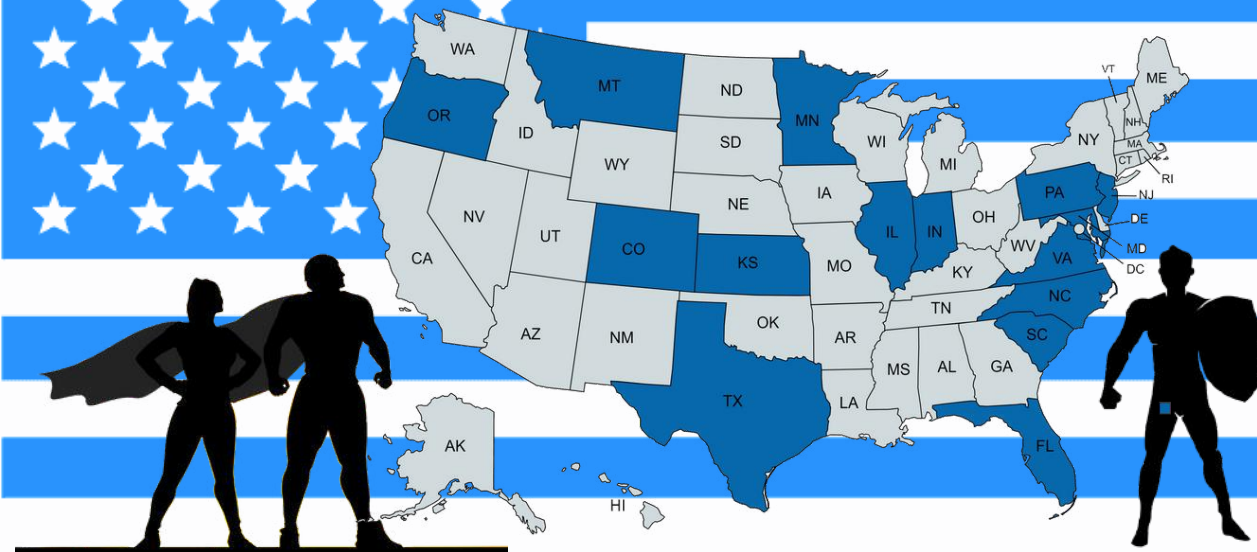 WA
MT
ND
MN
VT
ME
OR
ID
SD
WI
NH
NY
MA
WY
MI
CT
RI
IA
PA
NJ
NV
NE
OH
DE
UT
IL
IN
WV
MD
CA
CO
KS
MO
VA
DC
KY
NC
AZ
NM
OK
TN
AR
SC
MS
AL
GA
TX
LA
AK
FL
HI